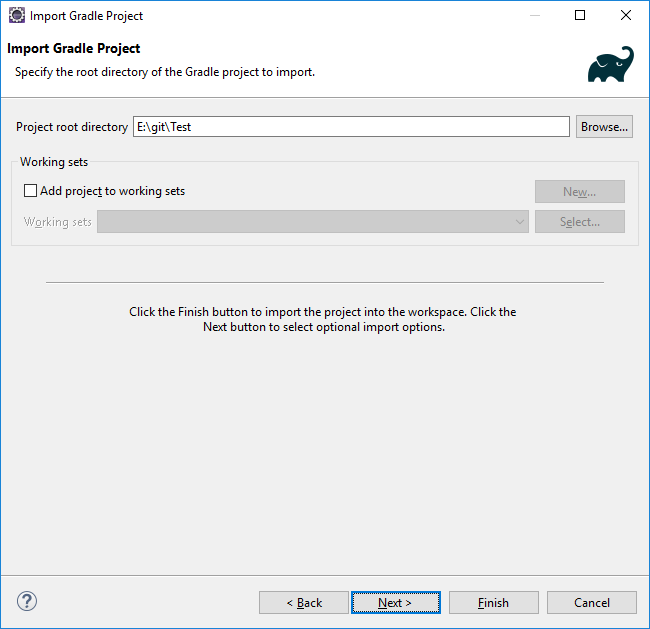 Import Gradle Project
Import Gradle Project
Specify the root directory of the Gradle project to import.
Project root directory E:\git\Test Browse...
Working sets
Add project to working sets New...
Working sets Select...
Click the Finish button to import the project into the workspace. Click the
Next button to select optional import options.
? < Back Next > Finish Cancel